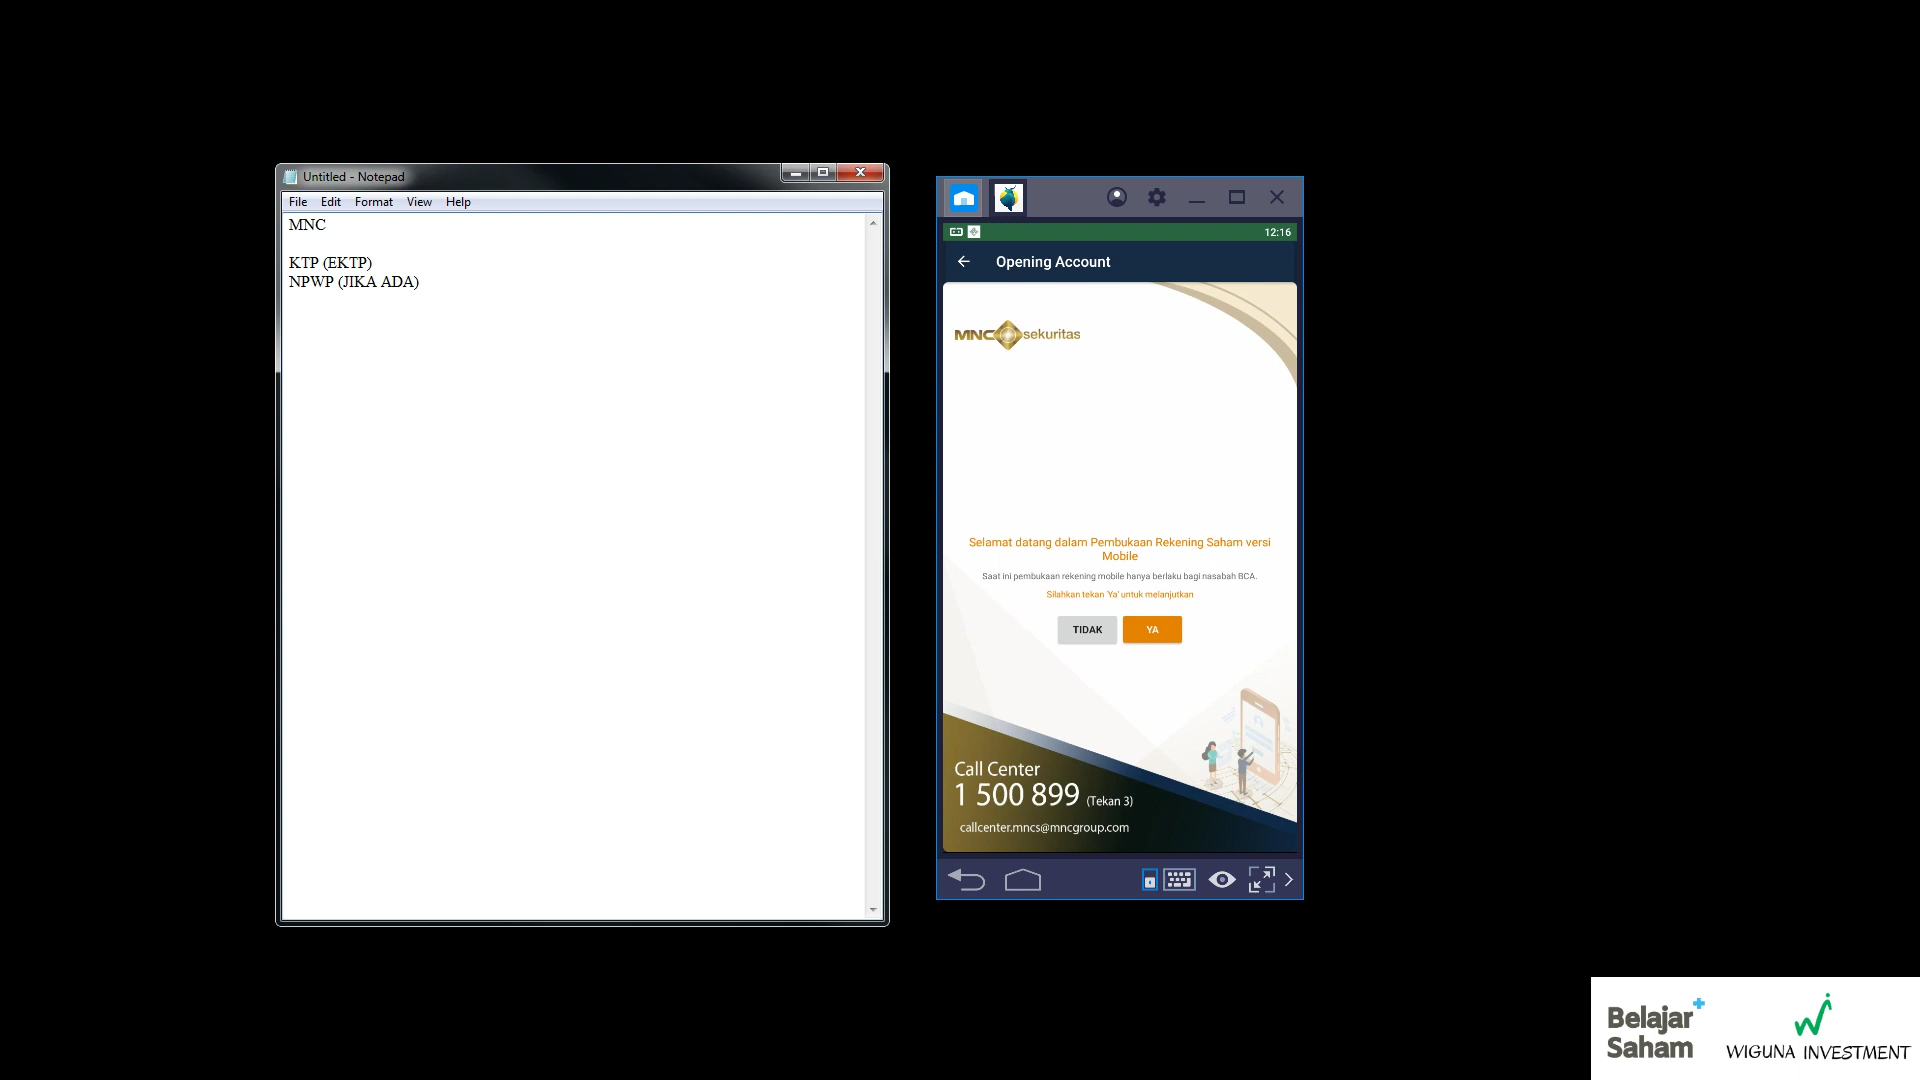 Untitled - Notepad
File Edit Format View Help
MNC
KTP (EKTP)
NPWP (JIKA ADA)
12:16
Opening Account
MNC sekuritas
Selamat datang dalam Pembukaan Rekening Saham versi
Mobile
Saat ini pembukaan rekening mobile hanya berlaku bagi nasabah BCA.
Silahkan tekan 'Ya' untuk melanjutkan
TIDAK
YA
Call Center
1 500 899 (Tekan 3)
callcenter.mncs@mncgroup.com
Belajar+
Saham
WIGUNA INVESTMENT